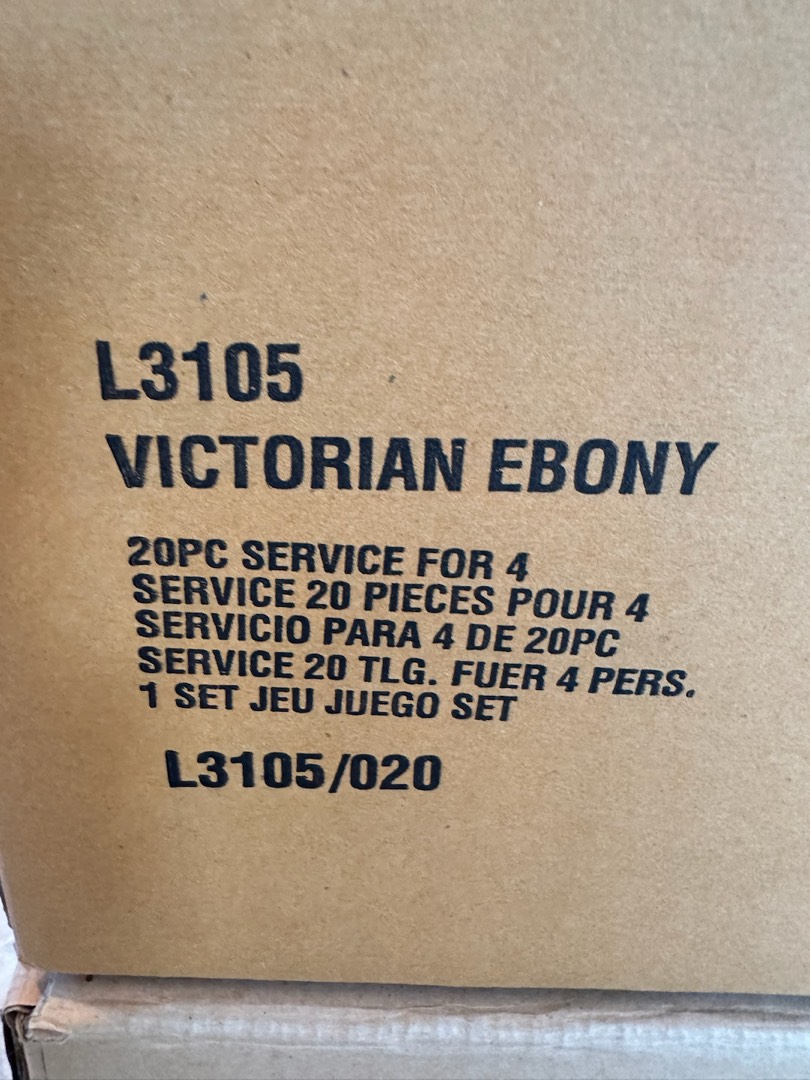 L3105
VICTORIAN EBONY
20PC SERVICE FOR 4
SERVICE 20 PIECES POUR 4
SERVICIO PARA 4 DE 20PC
SERVICE 20 TLG. FUER 4 PERS.
1 SET JEU JUEGO SET
L3105/020